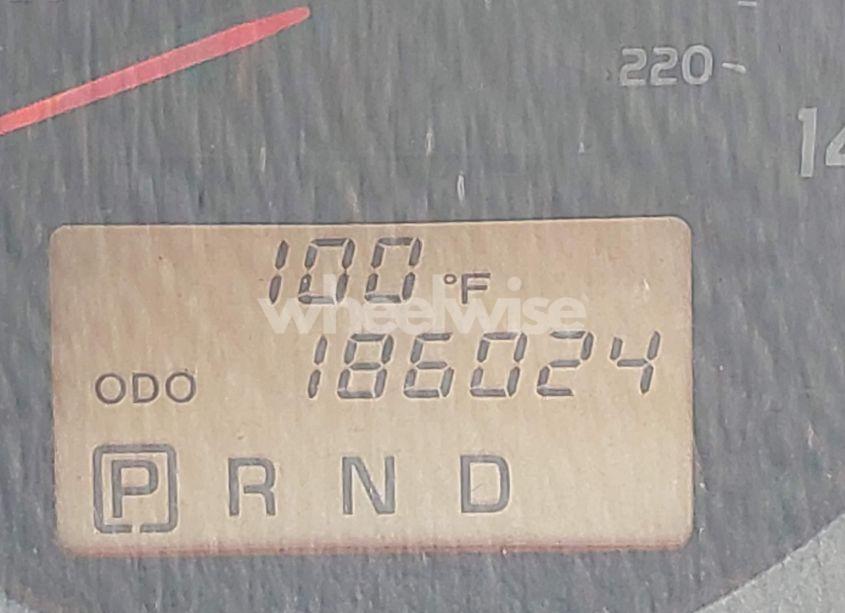 220
14
100 °F
wheelwise
ODO 186024
P R N D